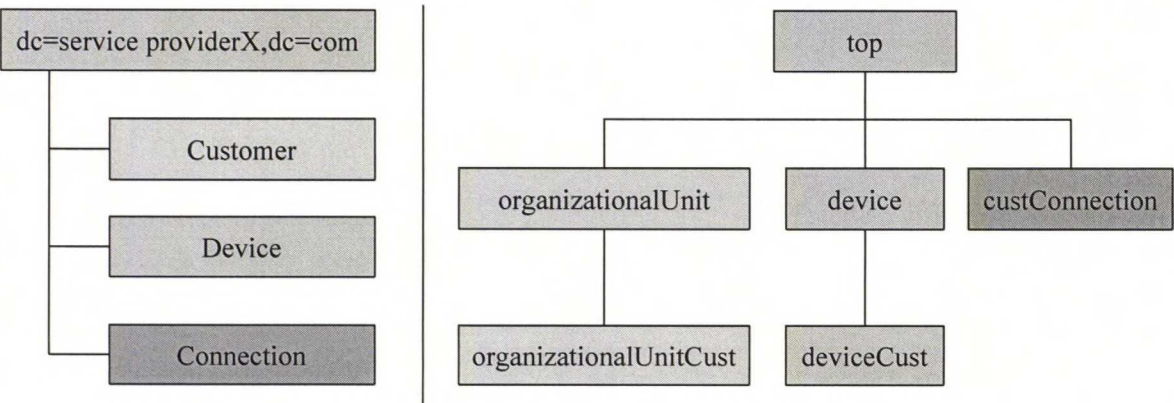 dc=service providerX,dc=com
Customer
Device
Connection
top
organizationalUnit
device
custConnection
organizationalUnitCust
deviceCust